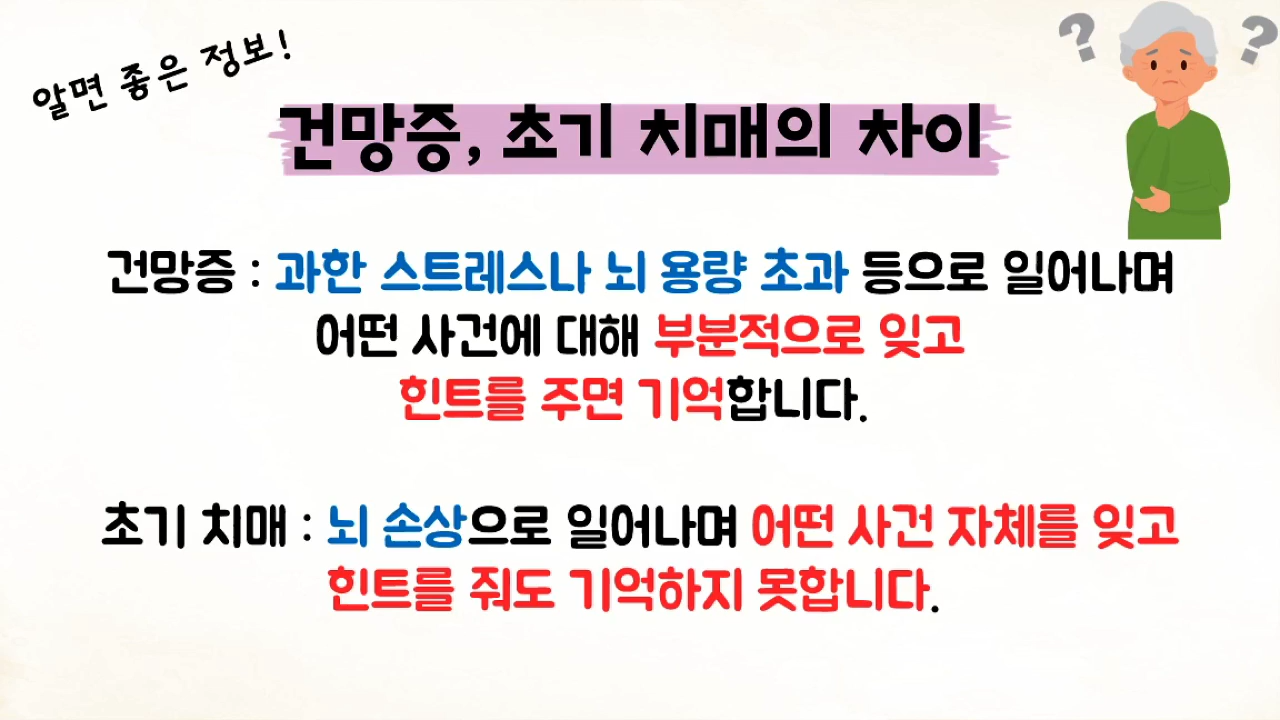 알면 좋은 정보!
? ?
건망증, 초기 치매의 차이
건망증 : 과한 스트레스나 뇌 용량 초과 등으로 일어나며
어떤 사건에 대해 부분적으로 잊고
힌트를 주면 기억합니다.
초기 치매 : 뇌 손상으로 일어나며 어떤 사건 자체를 잊고
힌트를 줘도 기억하지 못합니다.